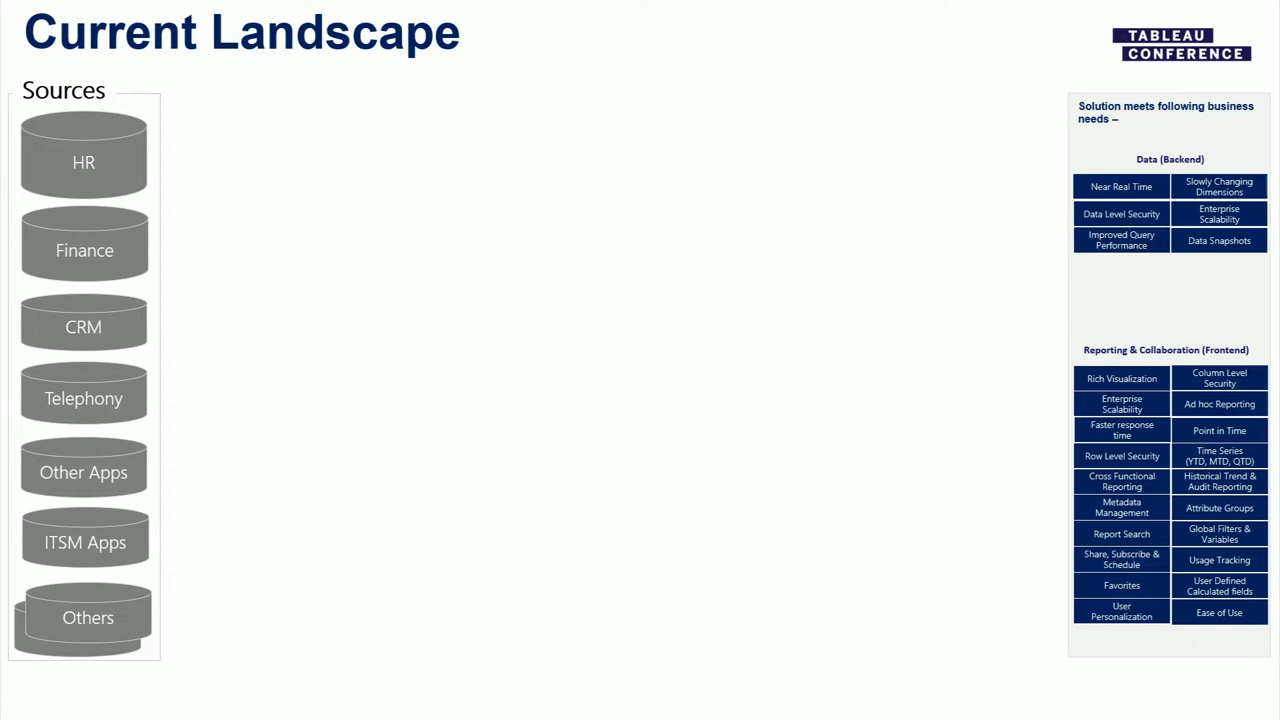 Current Landscape
TABLEAU
CONFERENCE
Sources
HR
Finance
CRM
Telephony
Other Apps
ITSM Apps
Others
Solution meets following business
needs –
Data (Backend)
Near Real Time
Slowly Changing
Dimensions
Data Level Security
Enterprise
Scalability
Improved Query
Performance
Data Snapshots
Reporting & Collaboration (Frontend)
Rich Visualization
Column Level
Security
Enterprise
Scalability
Ad hoc Reporting
Faster response
time
Point in Time
Row Level Security
Time Series
(YTD, MTD, QTD)
Cross Functional
Reporting
Historical Trend &
Audit Reporting
Metadata
Management
Attribute Groups
Report Search
Global Filters &
Variables
Share, Subscribe &
Schedule
Usage Tracking
Favorites
User Defined
Calculated fields
User
Personalization
Ease of Use